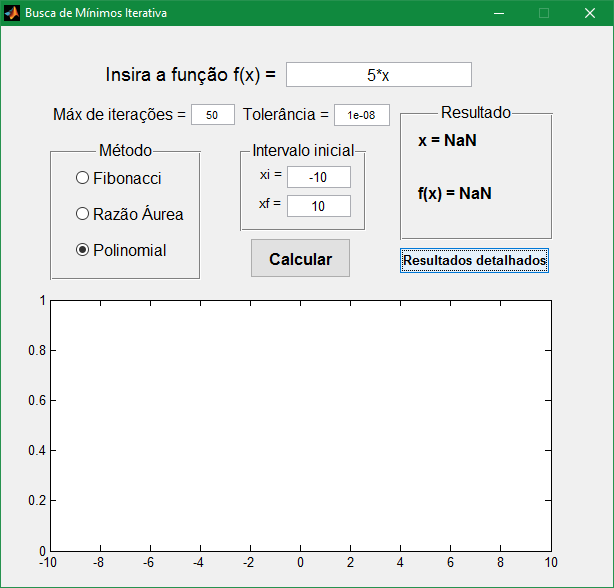 Busca de Mínimos Iterativa
Insira a função f(x) = 5*x
Máx de iterações = 50 Tolerância = 1e-08
Resultado
x = NaN
f(x) = NaN
Método
Fibonacci
Razão Áurea
Polinomial
Intervalo inicial
xi = -10
xf = 10
Calcular
Resultados detalhados
1
0.8
0.6
0.4
0.2
0
-10 -8 -6 -4 -2 0 2 4 6 8 10